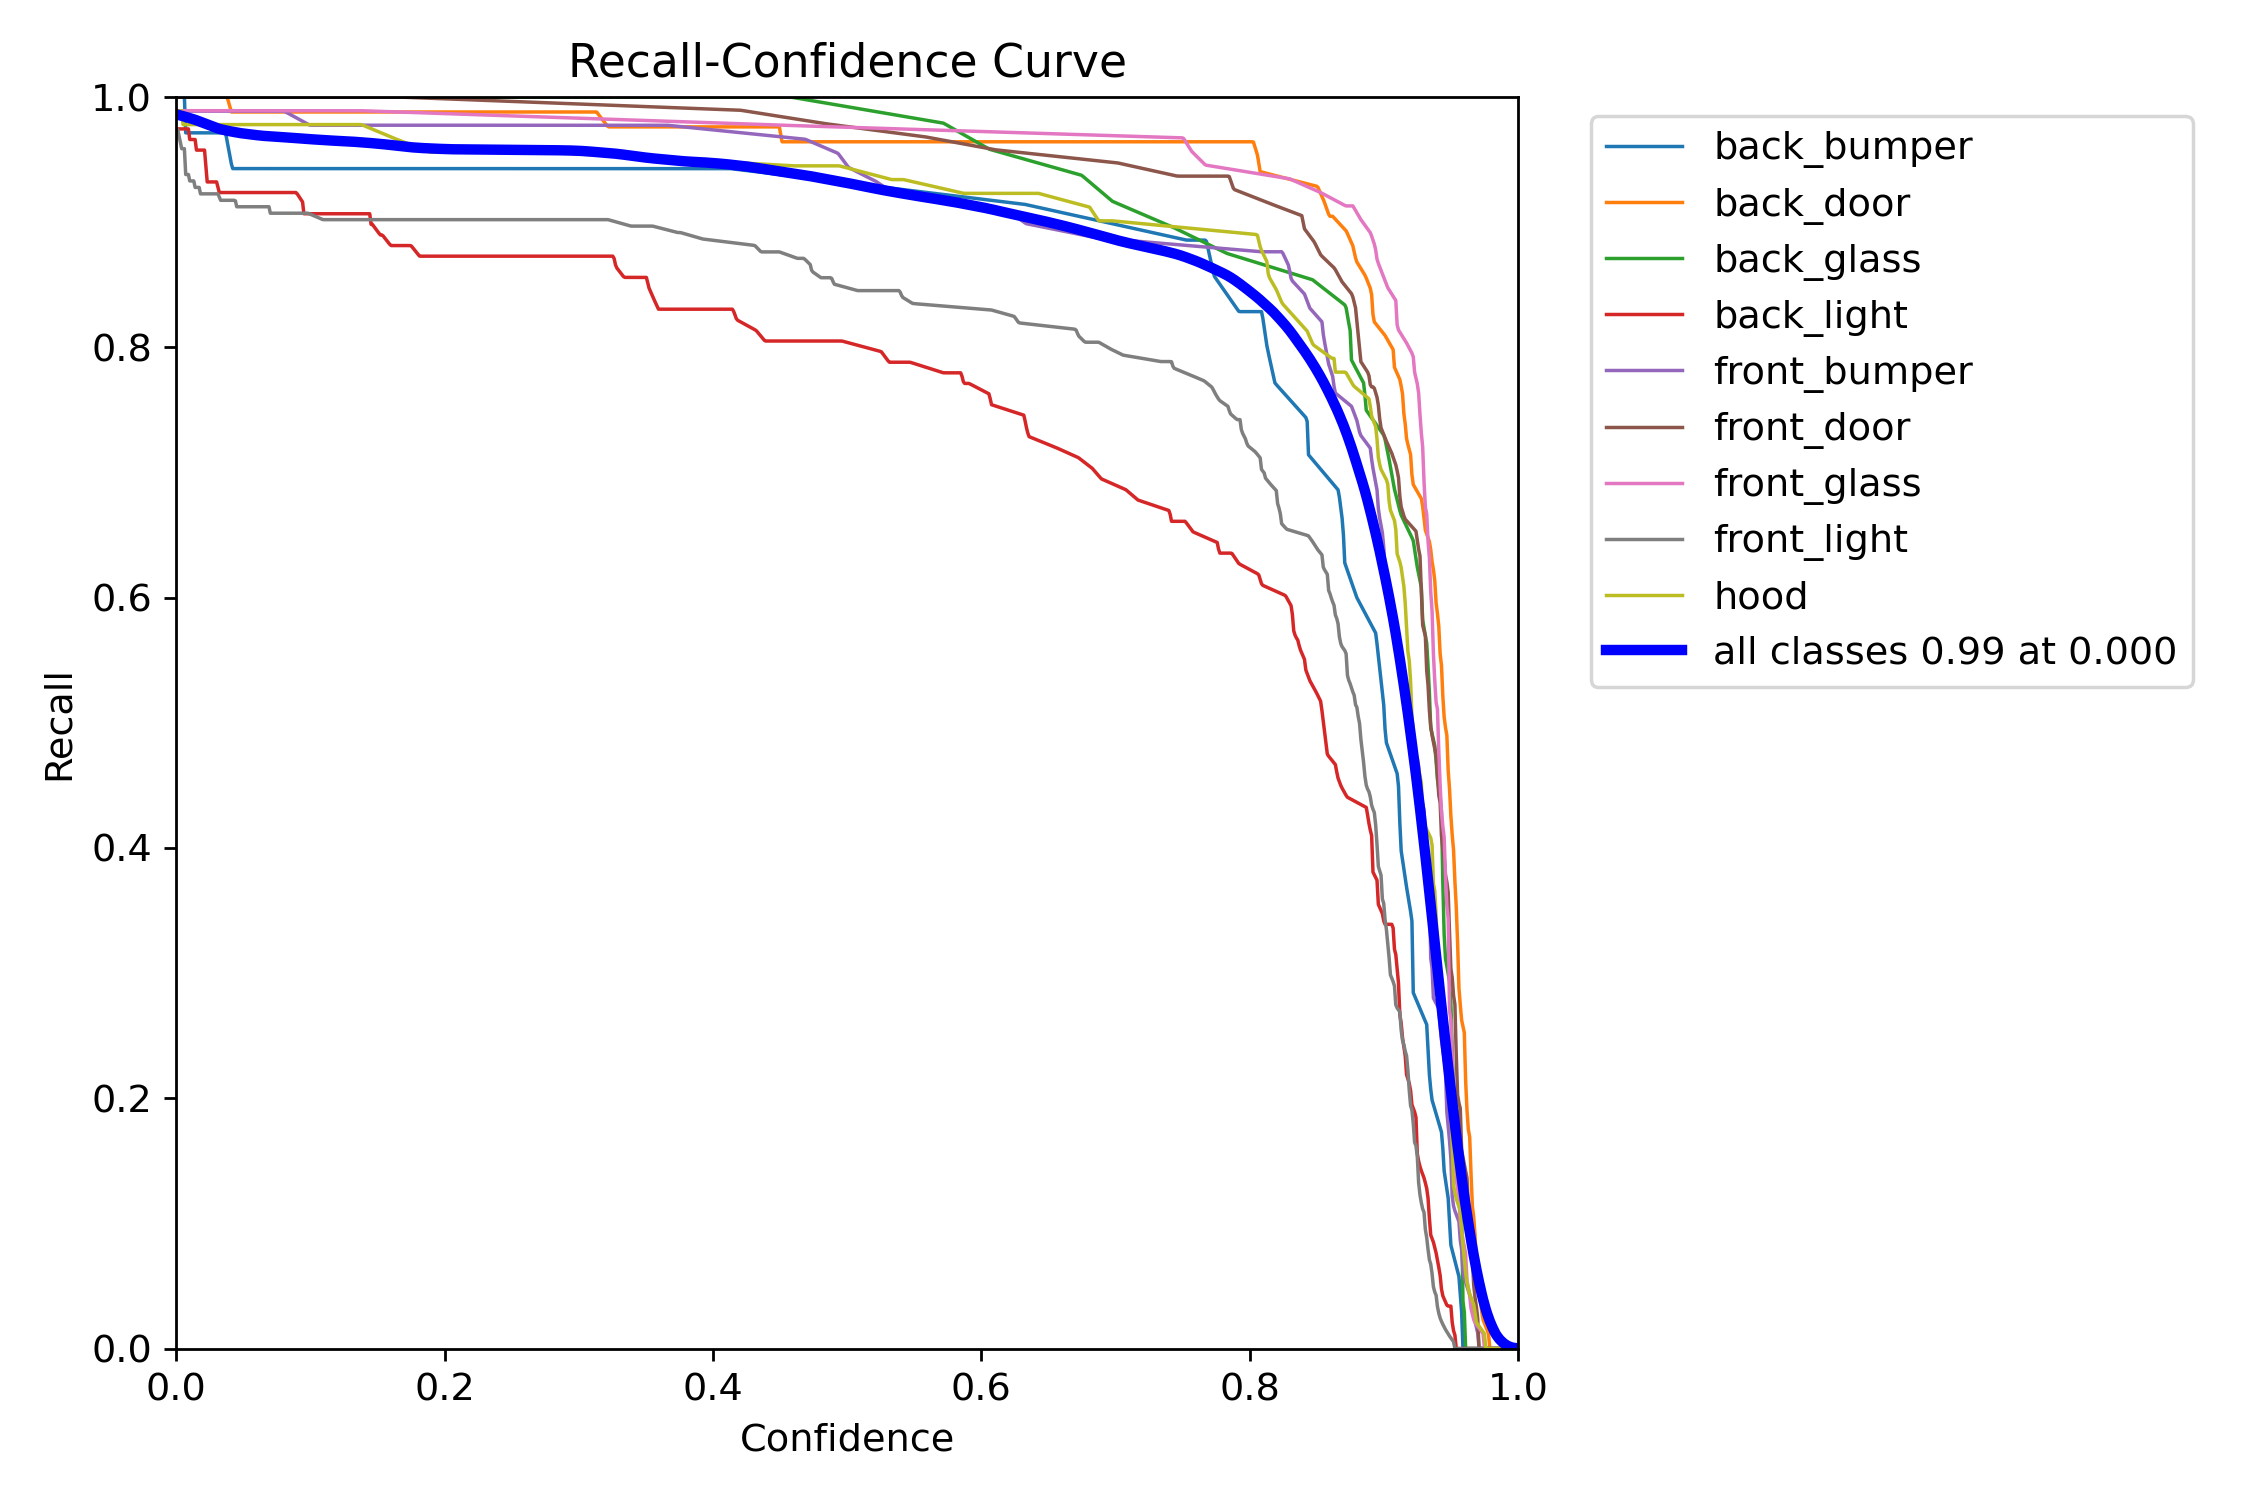 Recall-Confidence Curve
1.0
0.8
0.6
0.4
0.2
0.0
Recall
0.0 0.2 0.4 0.6 0.8 1.0
Confidence
back_bumper
back_door
back_glass
back_light
front_bumper
front_door
front_glass
front_light
hood
all classes 0.99 at 0.000